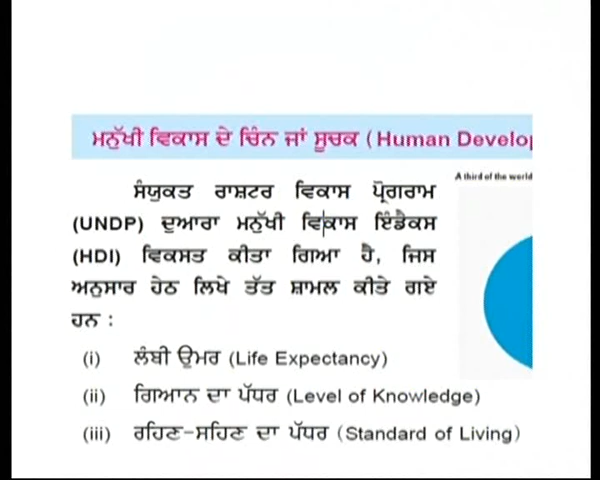 ਮਨੁੱਖੀ ਵਿਕਾਸ ਦੇ ਚਿੰਨ ਜਾਂ ਸੂਚਕ (Human Develop
A third of the world
ਸੰਯੁਕਤ ਰਾਸ਼ਟਰ ਵਿਕਾਸ ਪ੍ਰੋਗਰਾਮ
(UNDP) ਦੁਆਰਾ ਮਨੁੱਖੀ ਵਿਕਾਸ ਇੰਡੈਕਸ
(HDI) ਵਿਕਸਤ ਕੀਤਾ ਗਿਆ ਹੈ, ਜਿਸ
ਅਨੁਸਾਰ ਹੇਠ ਲਿਖੇ ਤੱਤ ਸ਼ਾਮਲ ਕੀਤੇ ਗਏ
ਹਨ :
(i) ਲੰਬੀ ਉਮਰ (Life Expectancy)
(ii) ਗਿਆਨ ਦਾ ਪੱਧਰ (Level of Knowledge)
(iii) ਰਹਿਣ-ਸਹਿਣ ਦਾ ਪੱਧਰ (Standard of Living)